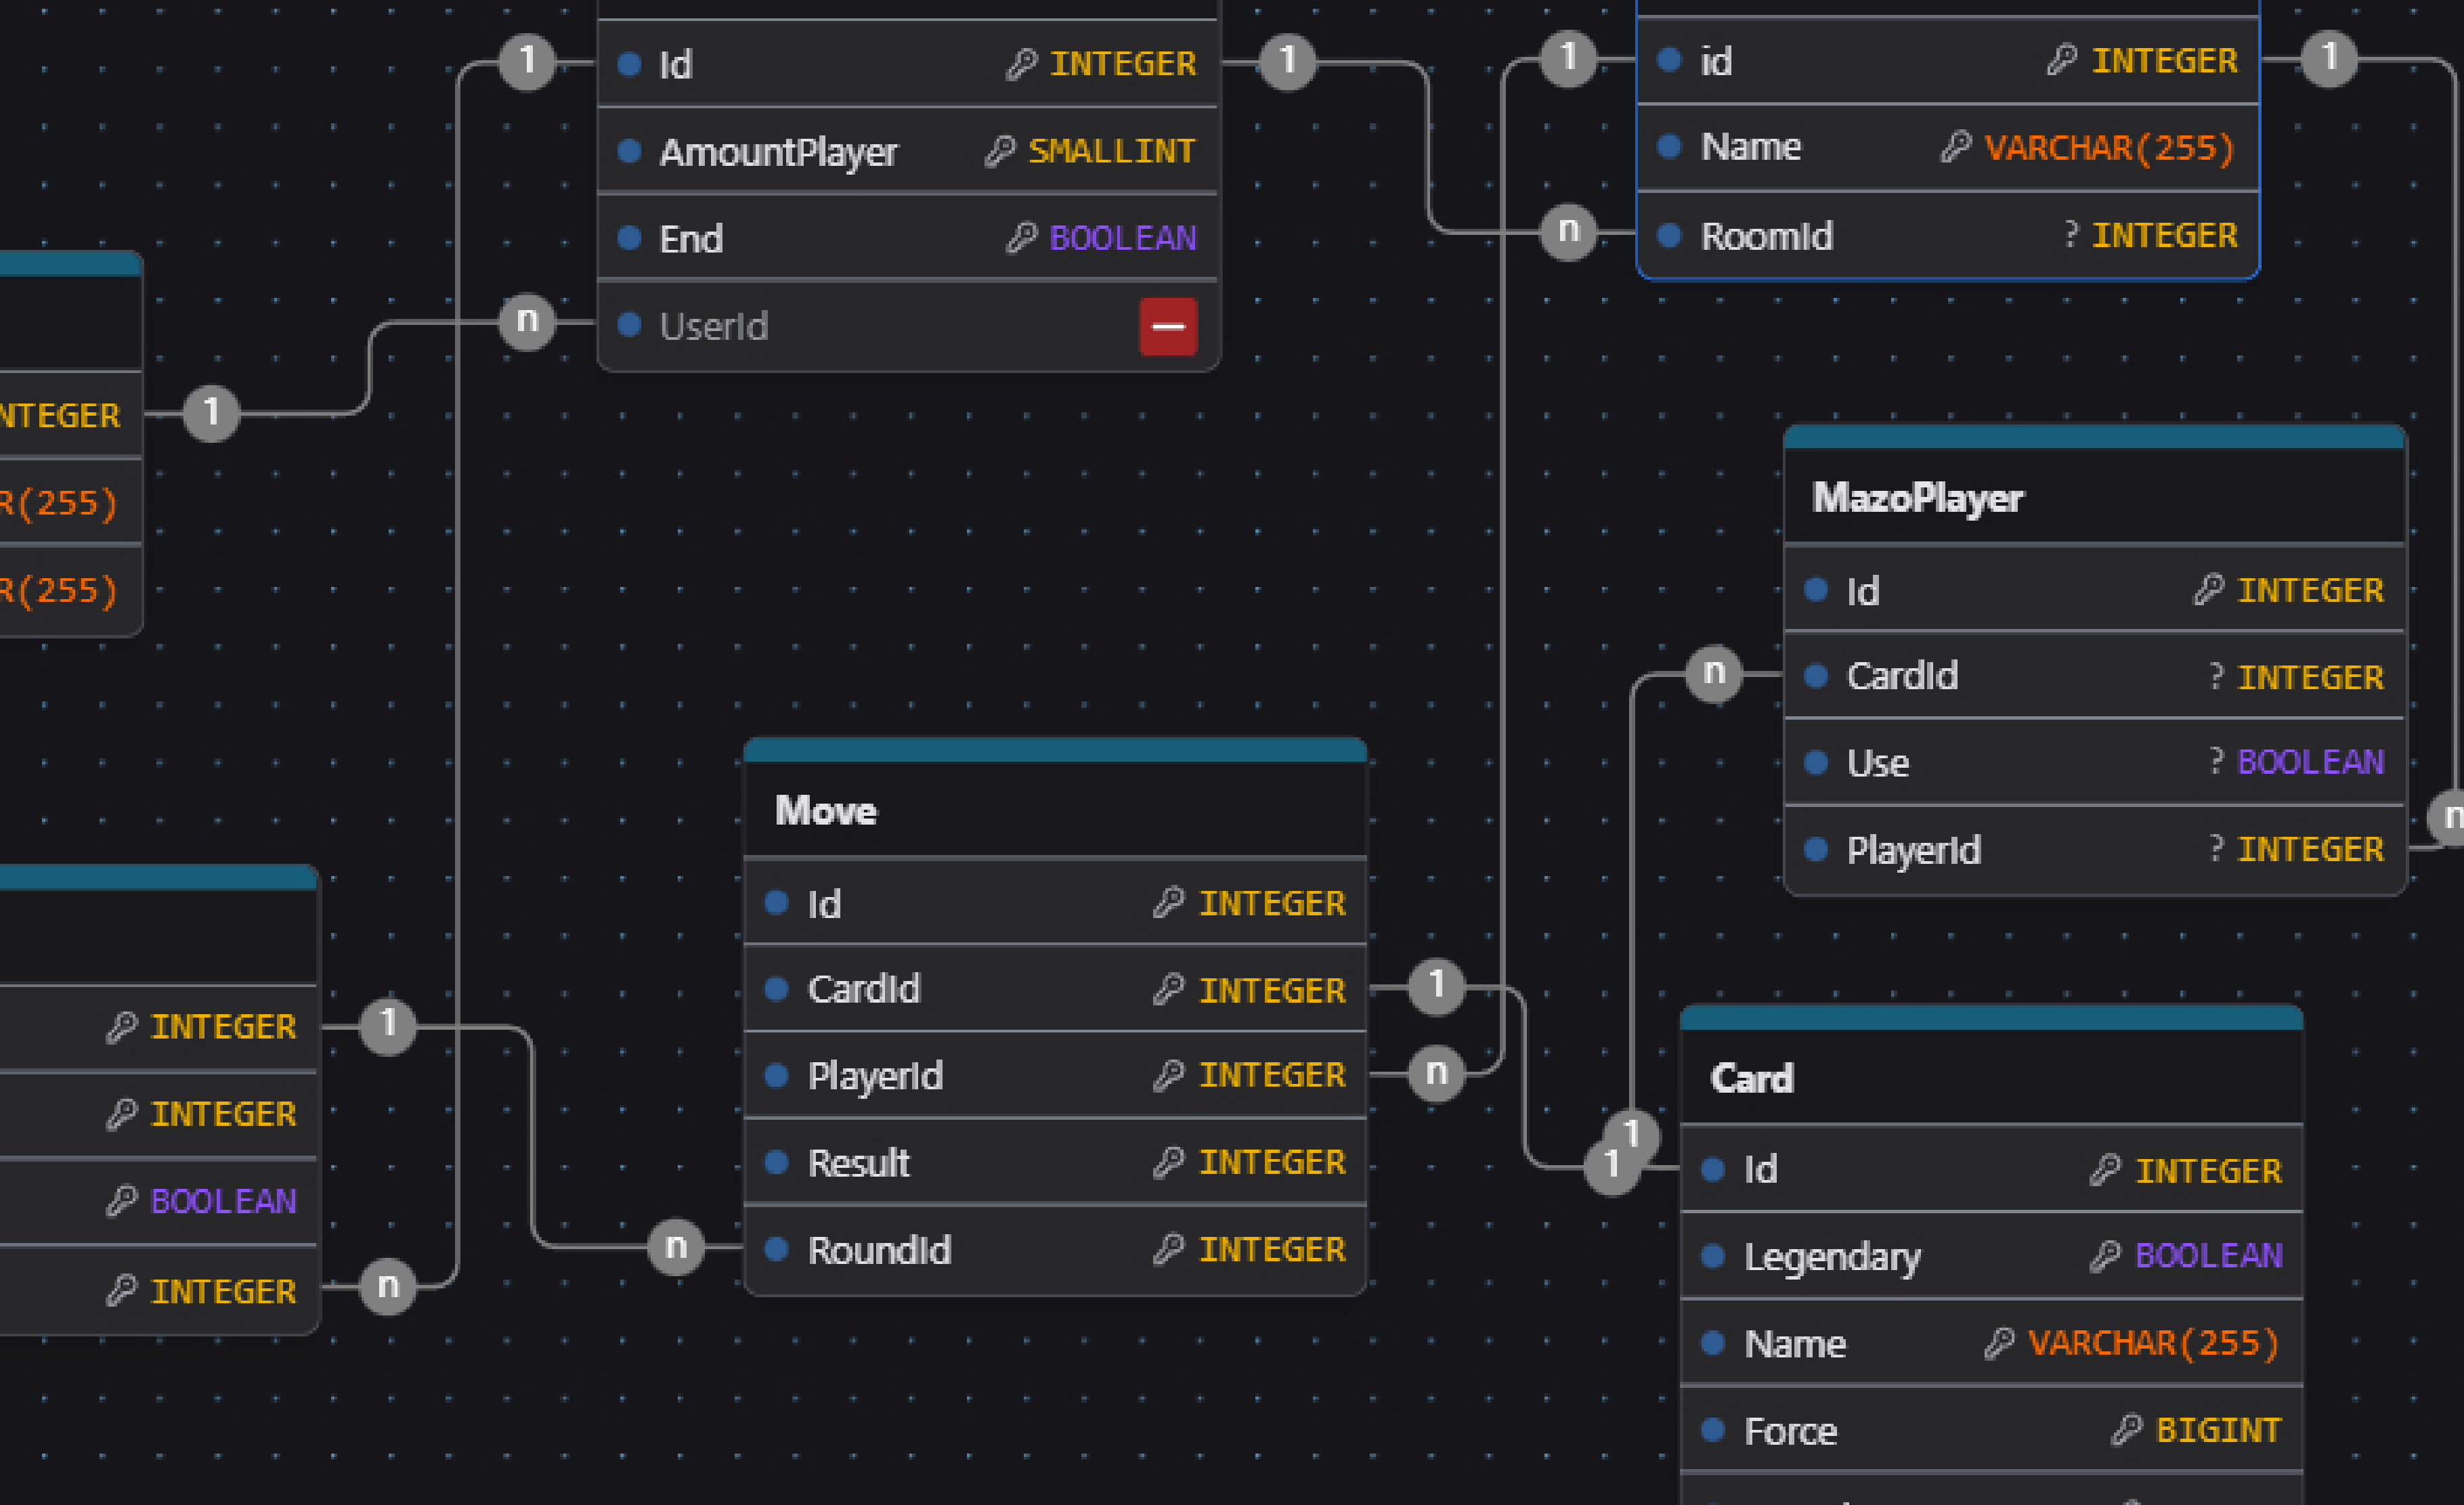 1
Id INTEGER
AmountPlayer SMALLINT
End BOOLEAN
n
UserId
1
1
id INTEGER
Name VARCHAR(255)
n
RoomId ? INTEGER
1
NTEGER
R(255)
R(255)
1
MazoPlayer
Id INTEGER
n
CardId ? INTEGER
Use ? BOOLEAN
PlayerId ? INTEGER
n
Move
Id INTEGER
CardId INTEGER
1
PlayerId INTEGER
n
Result INTEGER
n
RoundId INTEGER
INTEGER
1
INTEGER
BOOLEAN
INTEGER
n
Card
1
1
Id INTEGER
Legendary BOOLEAN
Name VARCHAR(255)
Force BIGINT